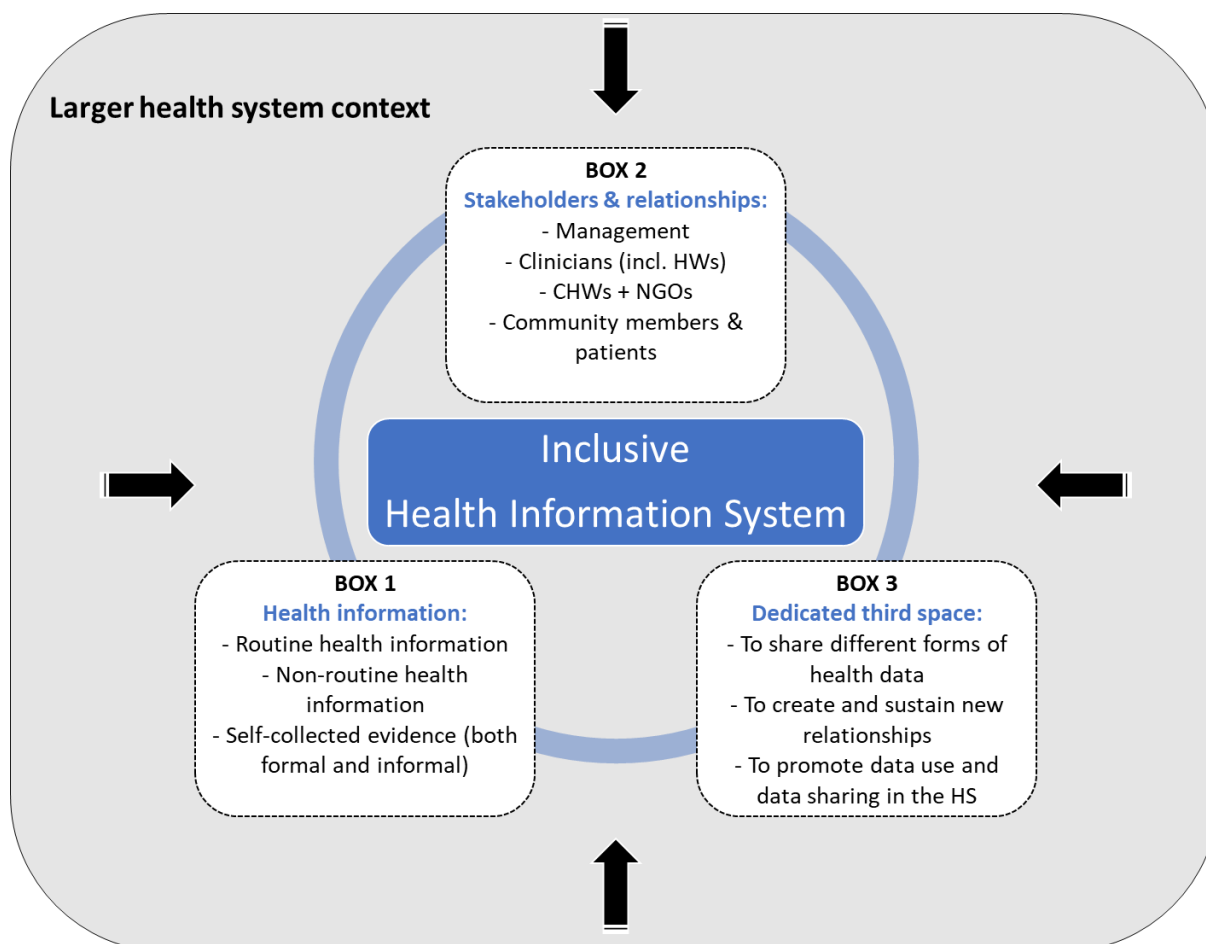 Larger health system context
BOX 2
Stakeholders & relationships:
- Management
- Clinicians (incl. HWs)
- CHWs + NGOs
- Community members &
patients
Inclusive
Health Information System
BOX 1
Health information:
- Routine health information
- Non-routine health
information
- Self-collected evidence (both
formal and informal)
BOX 3
Dedicated third space:
- To share different forms of
health data
- To create and sustain new
relationships
- To promote data use and
data sharing in the HS